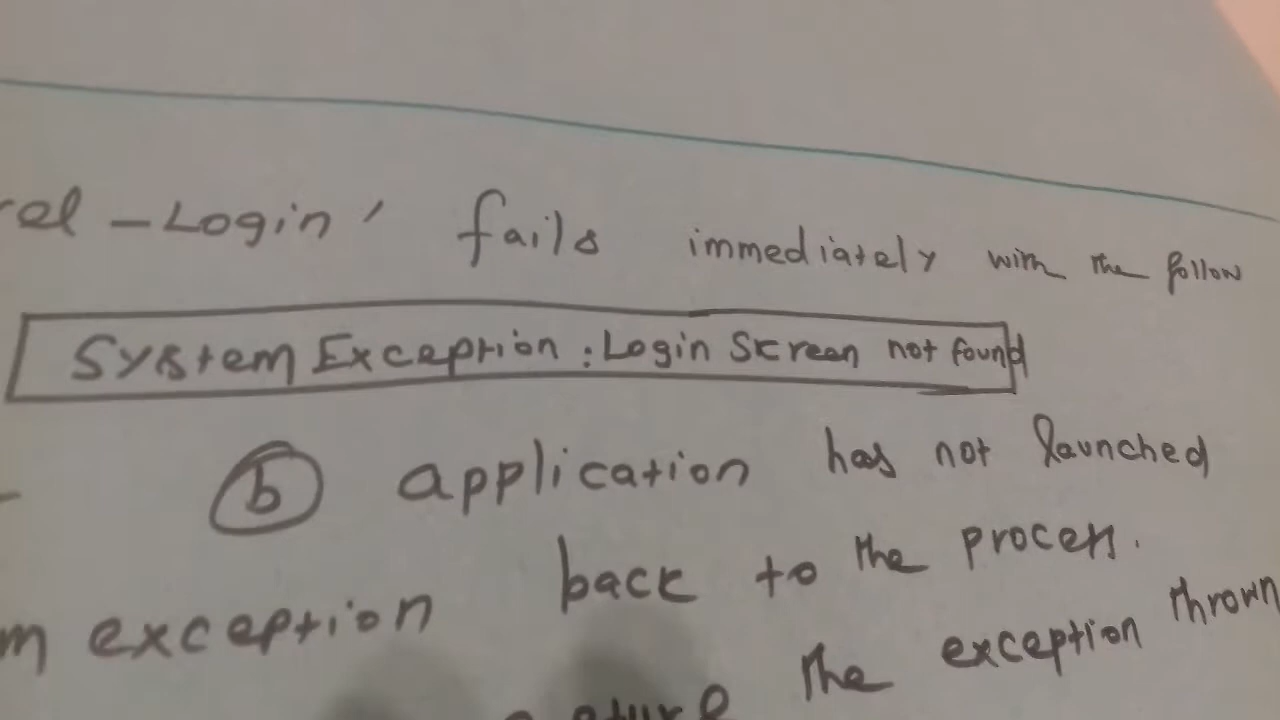 rel - Login' fails immediately with the follow
System Exception : Login Screen not found
b application has not launched
m exception back to the process.
the exception thrown